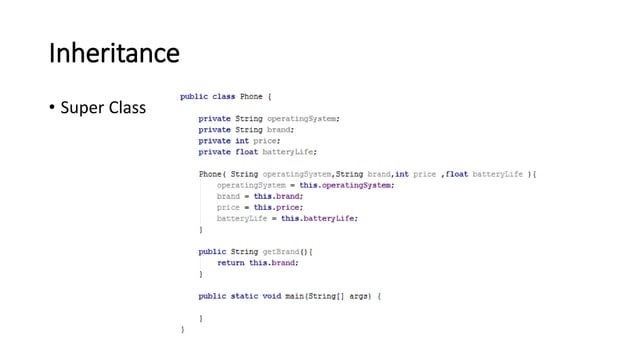 Inheritance
• Super Class
public class Phone {
private String operatingSystem;
private String brand;
private int price;
private float batteryLife;
Phone( String operatingSystem,String brand,int price ,float batteryLife ){
operatingSystem = this.operatingSystem;
brand = this.brand;
price = this.price;
batteryLife = this.batteryLife;
}
public String getBrand(){
return this.brand;
}
public static void main(String[] args) {
}
}